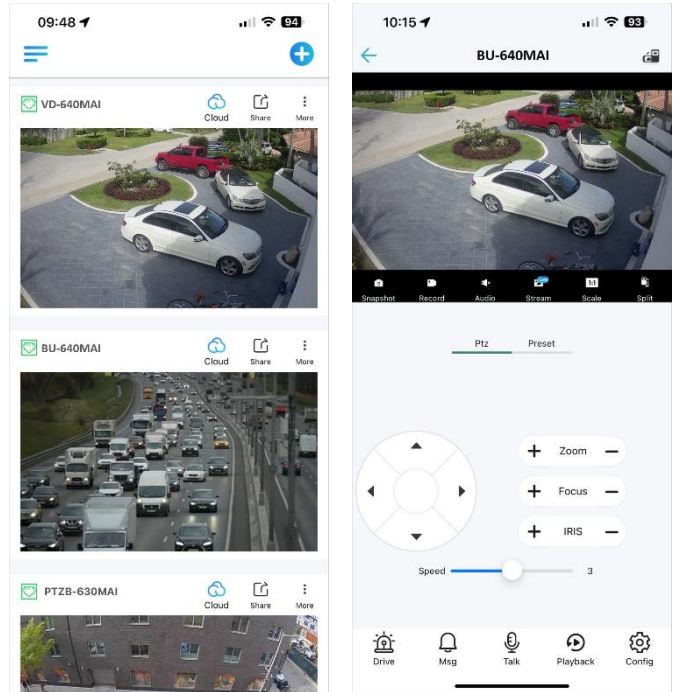 09:48
94
VD-640MAI
Cloud
Share
More
BU-640MAI
Cloud
Share
More
PTZB-630MAI
Cloud
Share
More
10:15
93
BU-640MAI
Snapshot
Record
Audio
Stream
Scale
Split
1:1
Ptz
Preset
+ Zoom −
+ Focus −
+ IRIS −
Speed
3
Drive
Msg
Talk
Playback
Config